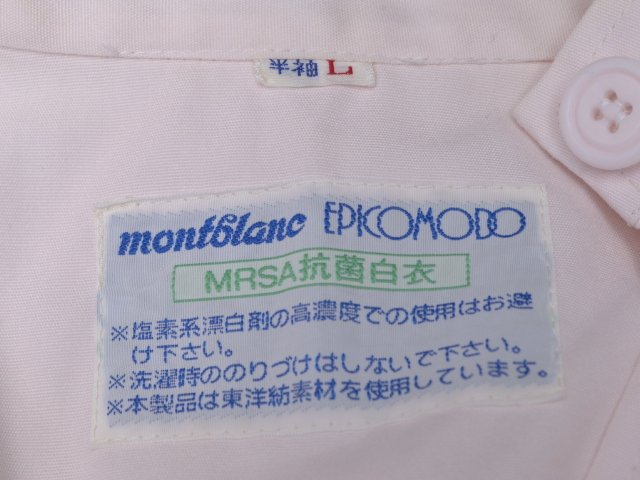 半袖 L
montblanc EPICOMODO
MRSA抗菌白衣
※塩素系漂白剤の高濃度での使用はお避
け下さい。
※洗濯時ののりづけはしないで下さい。
※本製品は東洋紡素材を使用しています。